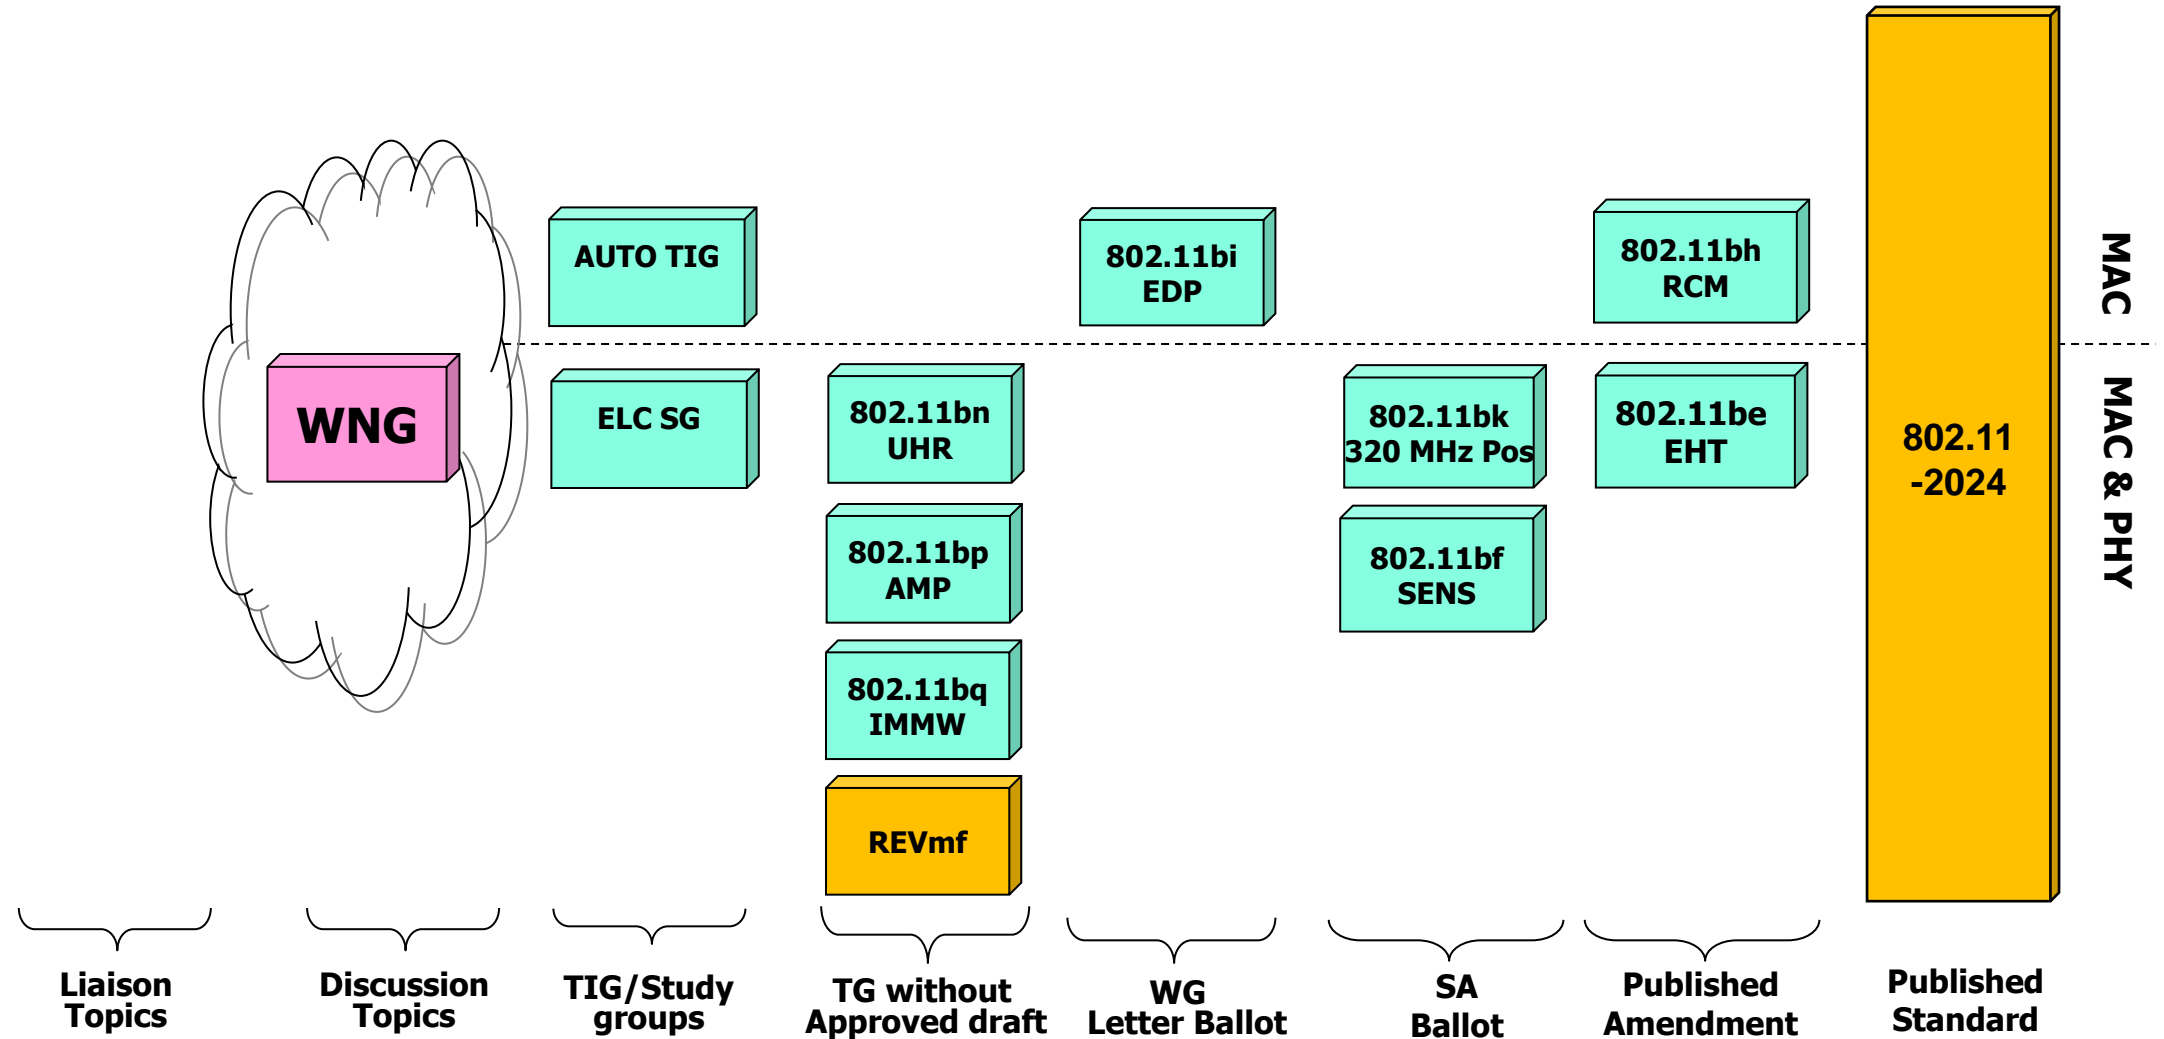 AUTO TIG
802.11bi
EDP
802.11bh
RCM
MAC
WNG
ELC SG
802.11bn
UHR
802.11bk
320 MHz Pos
802.11be
EHT
802.11
-2024
MAC & PHY
802.11bp
AMP
802.11bf
SENS
802.11bq
IMMW
REVmf
Liaison
Topics
Discussion
Topics
TIG/Study
groups
TG without
Approved draft
WG
Letter Ballot
SA
Ballot
Published
Amendment
Published
Standard